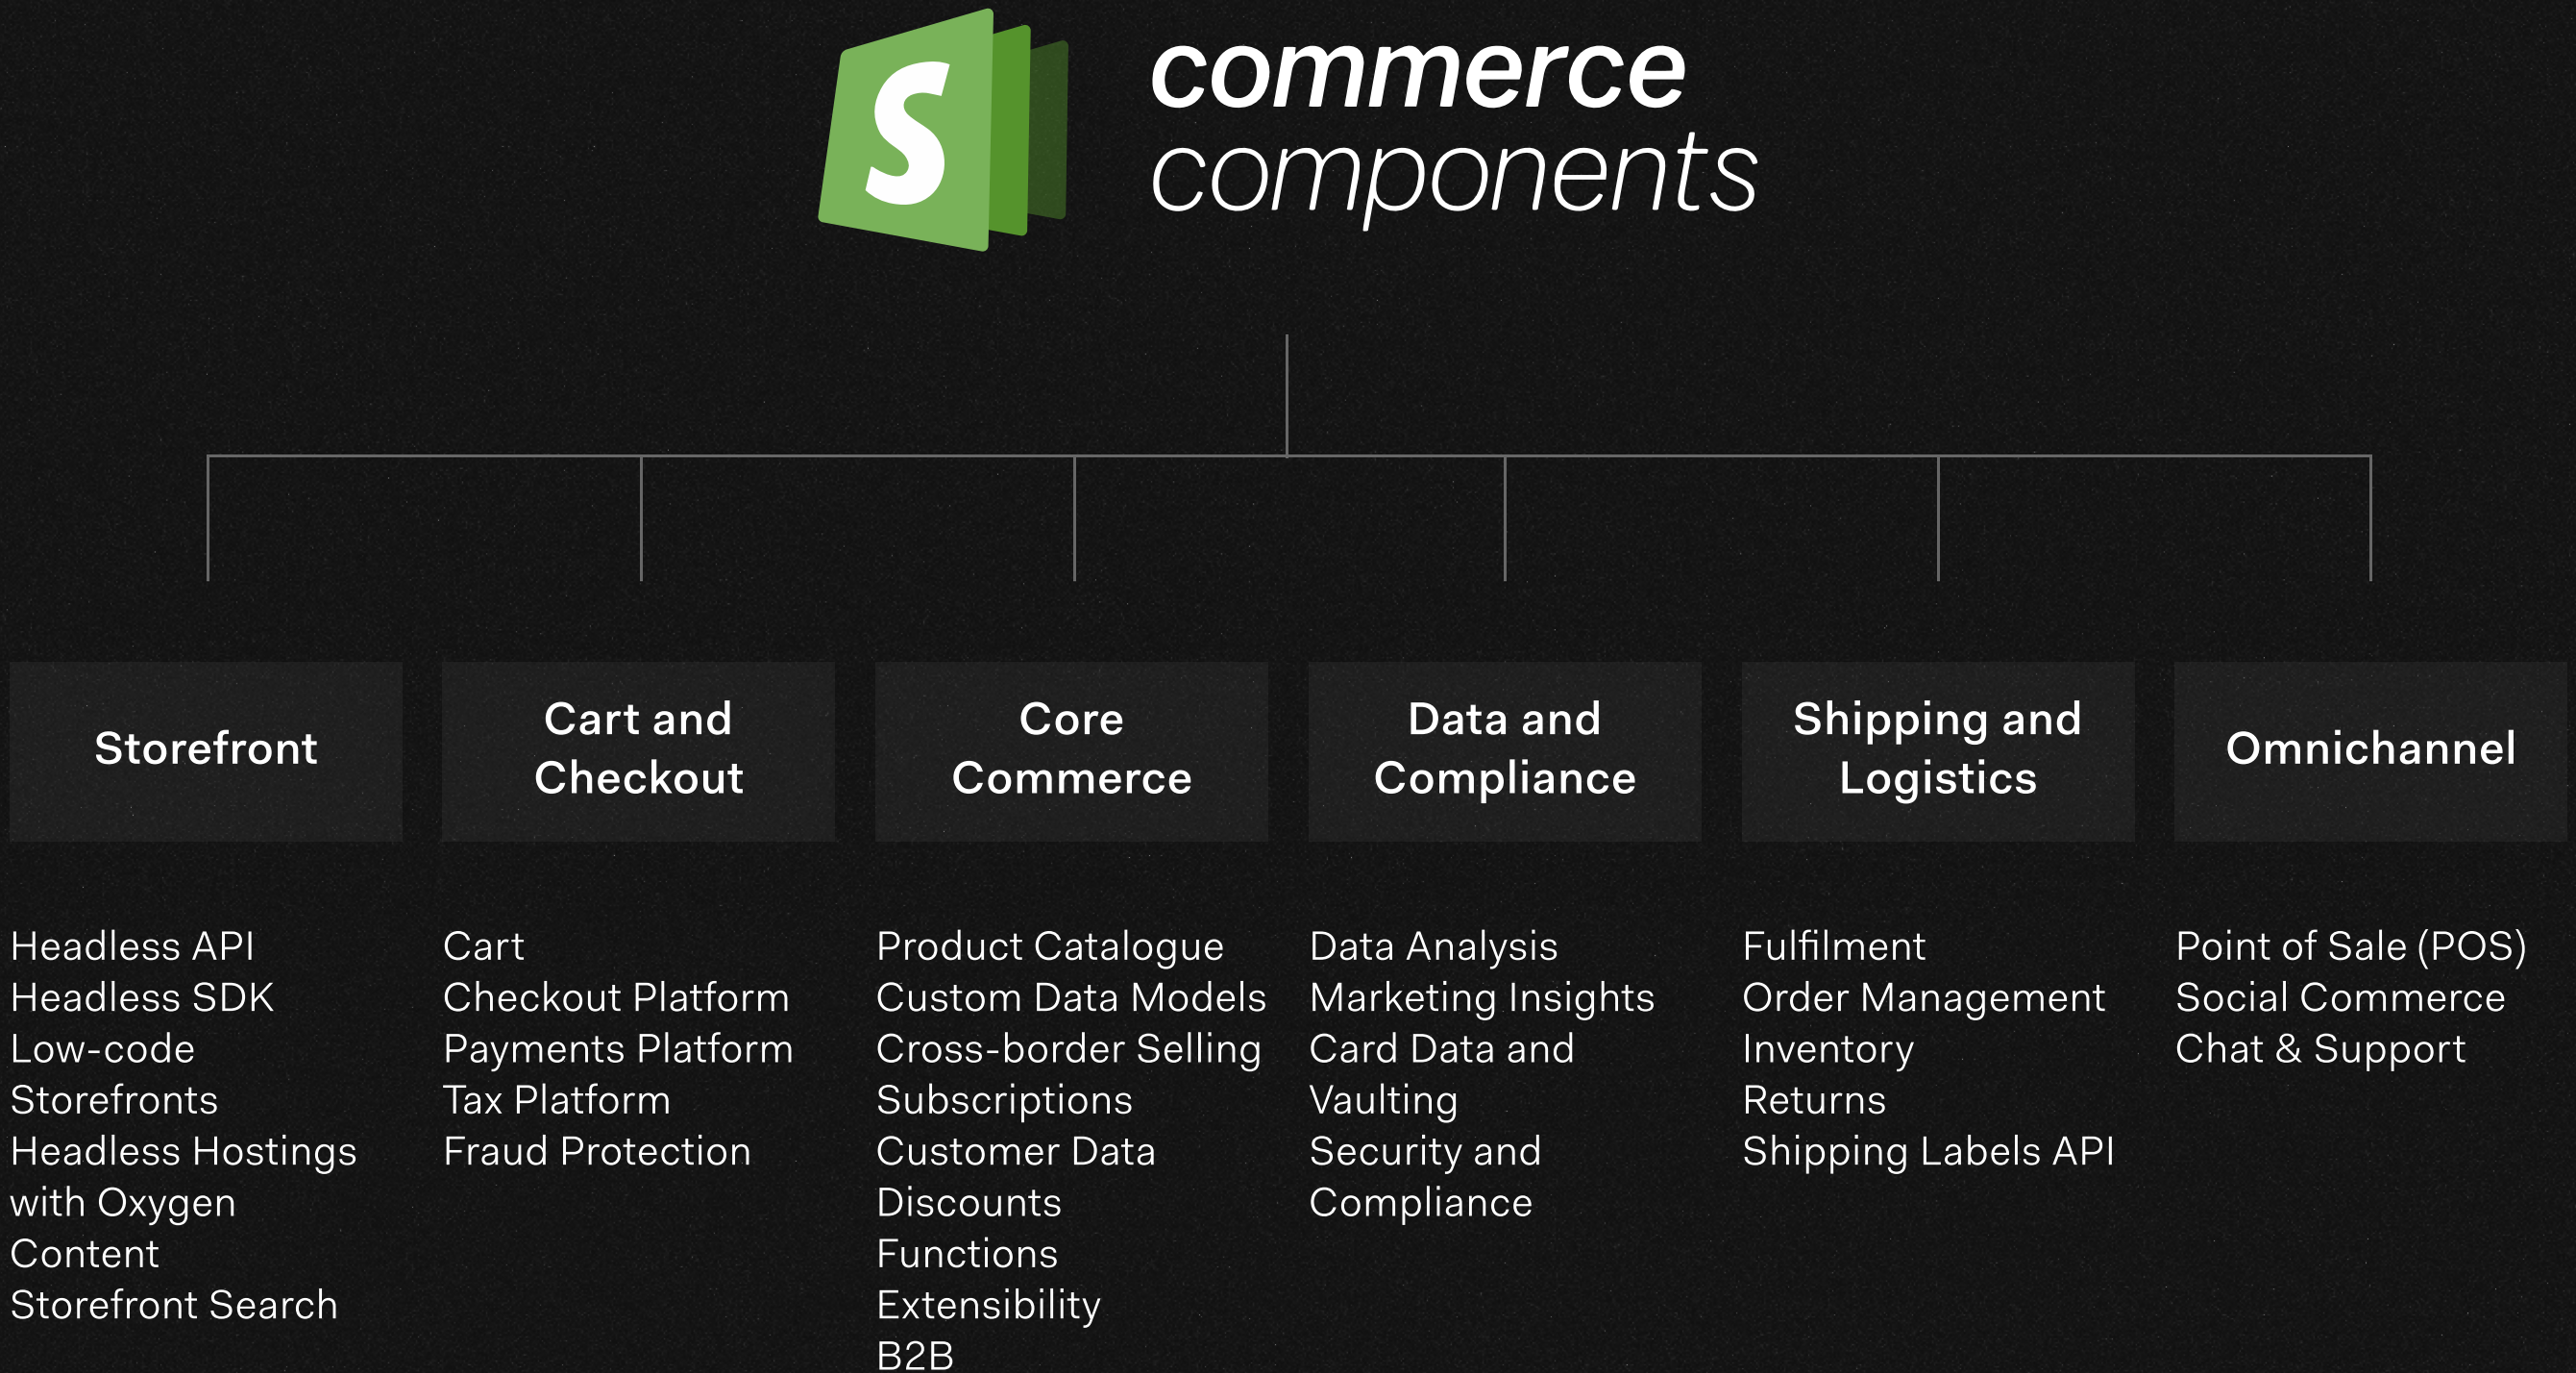 S
commerce
components
Storefront
Cart and
Checkout
Core
Commerce
Data and
Compliance
Shipping and
Logistics
Omnichannel
Headless API
Headless SDK
Low-code
Storefronts
Headless Hostings
with Oxygen
Content
Storefront Search
Cart
Checkout Platform
Payments Platform
Tax Platform
Fraud Protection
Product Catalogue
Custom Data Models
Cross-border Selling
Subscriptions
Customer Data
Discounts
Functions
Extensibility
B2B
Data Analysis
Marketing Insights
Card Data and
Vaulting
Security and
Compliance
Fulfilment
Order Management
Inventory
Returns
Shipping Labels API
Point of Sale (POS)
Social Commerce
Chat & Support